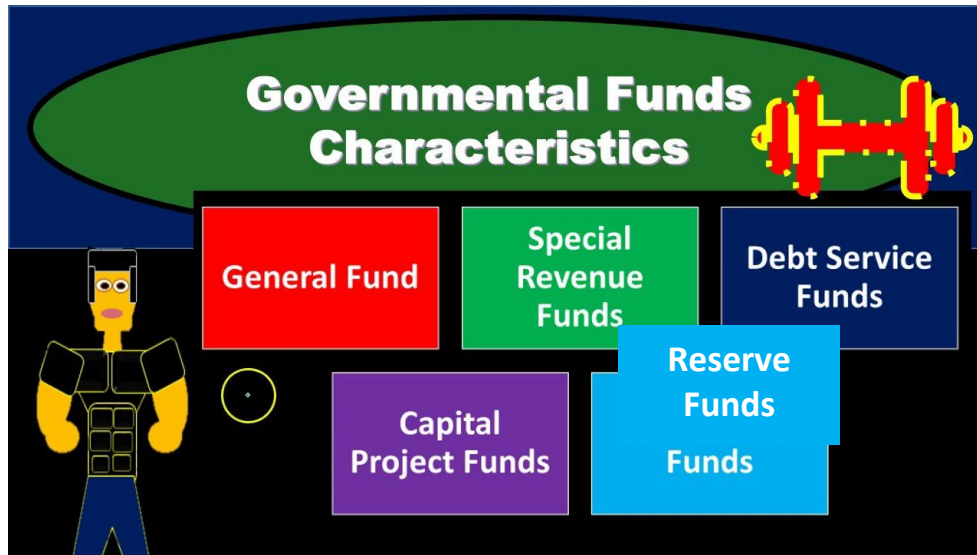 Governmental Funds
Characteristics
General Fund
Special
Revenue
Funds
Debt Service
Funds
Capital
Project Funds
Reserve
Funds
Funds